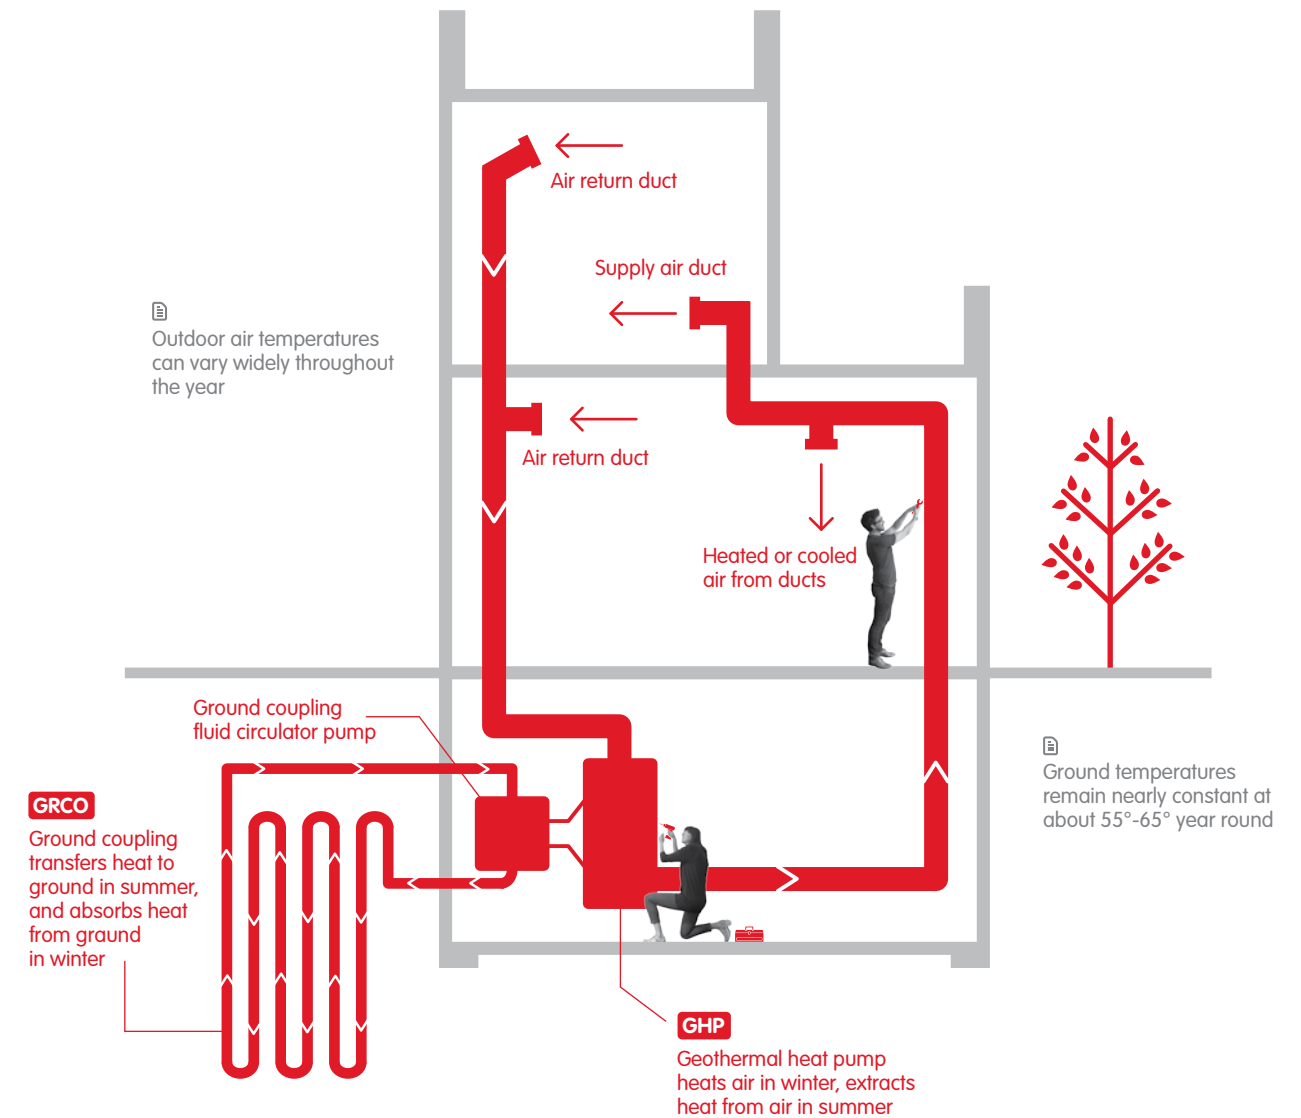 Air return duct
Supply air duct
Outdoor air temperatures
can vary widely throughout
the year
Air return duct
Heated or cooled
air from ducts
Ground coupling
fluid circulator pump
Ground temperatures
remain nearly constant at
about 55°-65° year round
GRCO
Ground coupling
transfers heat to
ground in summer,
and absorbs heat
from graund
in winter
GHP
Geothermal heat pump
heats air in winter, extracts
heat from air in summer